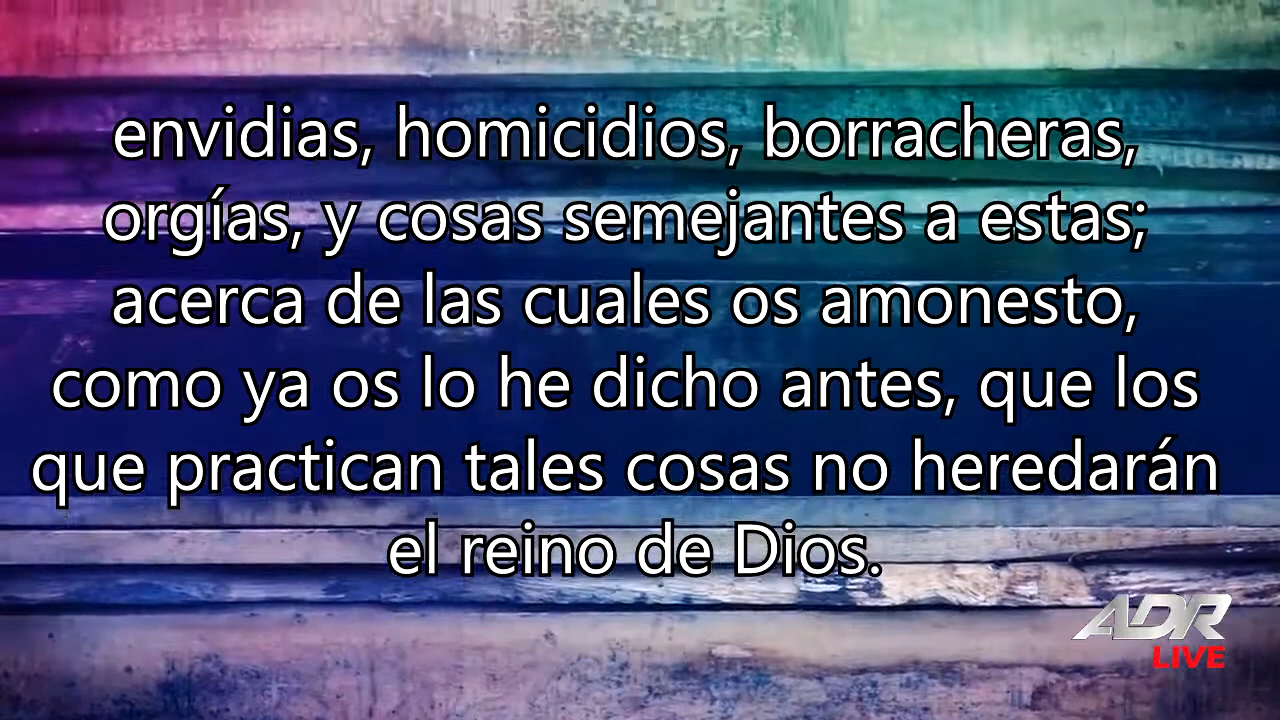 envidias, homicidios, borracheras,
orgías, y cosas semejantes a estas;
acerca de las cuales os amonesto,
como ya os lo he dicho antes, que los
que practican tales cosas no heredarán
el reino de Dios.
ADR
LIVE